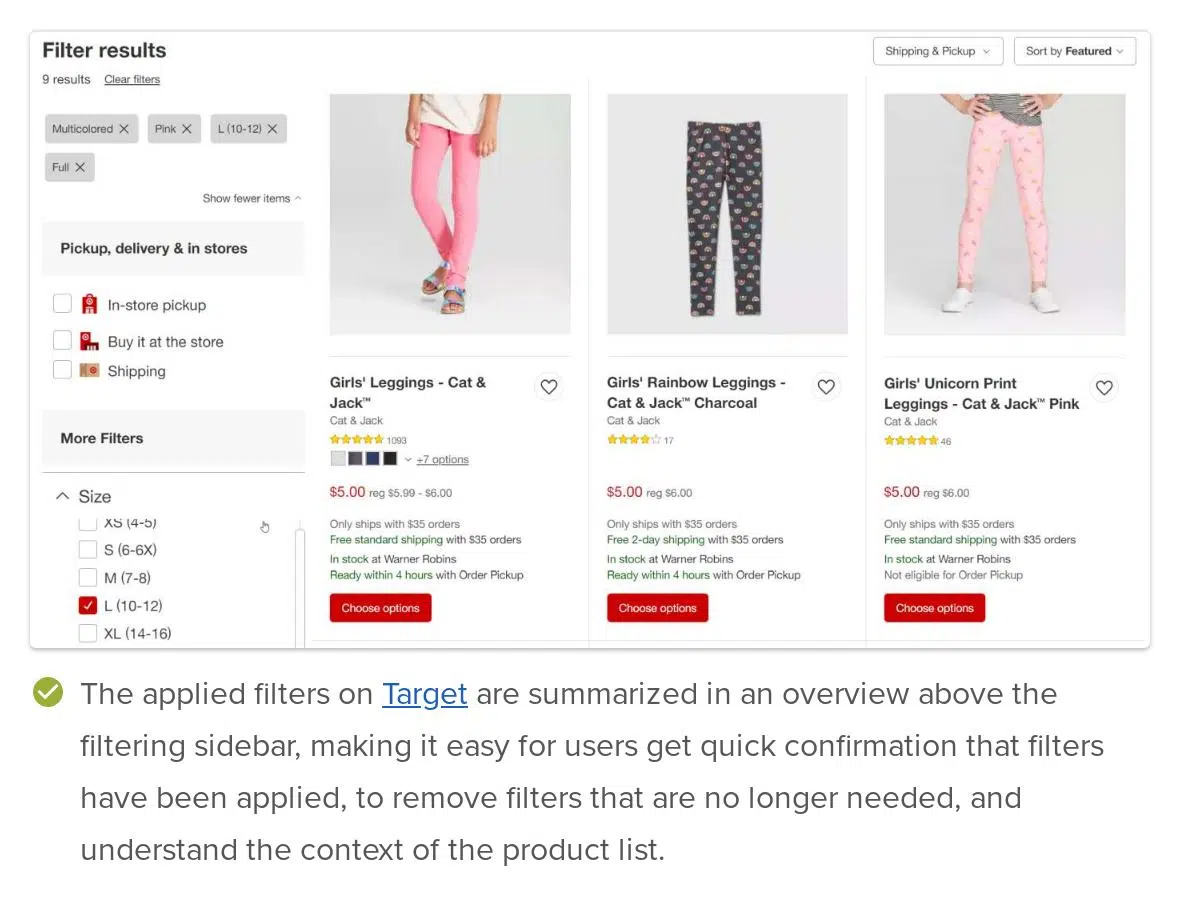 Filter results
Shipping & Pickup
Sort by Featured
9 results Clear filters
Multicolored
Pink
L (10-12)
Full
Show fewer items
Pickup, delivery & in stores
In-store pickup
Buy it at the store
Shipping
More Filters
Size
XS (4-5)
S (6-6X)
M (7-8)
L (10-12)
XL (14-16)
Girls' Leggings - Cat &
Jack™
Cat & Jack
1093
+7 options
$5.00 reg $5.99 - $6.00
Only ships with $35 orders
Free standard shipping with $35 orders
In stock at Warner Robins
Ready within 4 hours with Order Pickup
Choose options
Girls' Rainbow Leggings -
Cat & Jack™ Charcoal
Cat & Jack
17
$5.00 reg $6.00
Only ships with $35 orders
Free 2-day shipping with $35 orders
In stock at Warner Robins
Ready within 4 hours with Order Pickup
Choose options
Girls' Unicorn Print
Leggings - Cat & Jack™ Pink
Cat & Jack
46
$5.00 reg $6.00
Only ships with $35 orders
Free standard shipping with $35 orders
In stock at Warner Robins
Not eligible for Order Pickup
Choose options
The applied filters on Target are summarized in an overview above the
filtering sidebar, making it easy for users get quick confirmation that filters
have been applied, to remove filters that are no longer needed, and
understand the context of the product list.